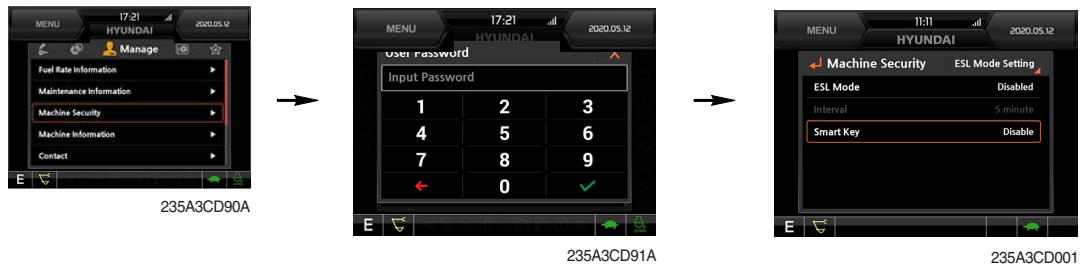 MENU
17:21
2020.05.12
HYUNDAI
Manage
Fuel Rate Information
Maintenance Information
Machine Security
Machine Information
Contact
E
235A3CD90A
MENU
17:21
2020.05.12
HYUNDAI
User Password
X
Input Password
1 2 3
4 5 6
7 8 9
0
E
235A3CD91A
MENU
11:11
2020.05.12
HYUNDAI
Machine Security ESL Mode Setting
ESL Mode Disabled
Interval 5 minute
Smart Key Disable
E
235A3CD001